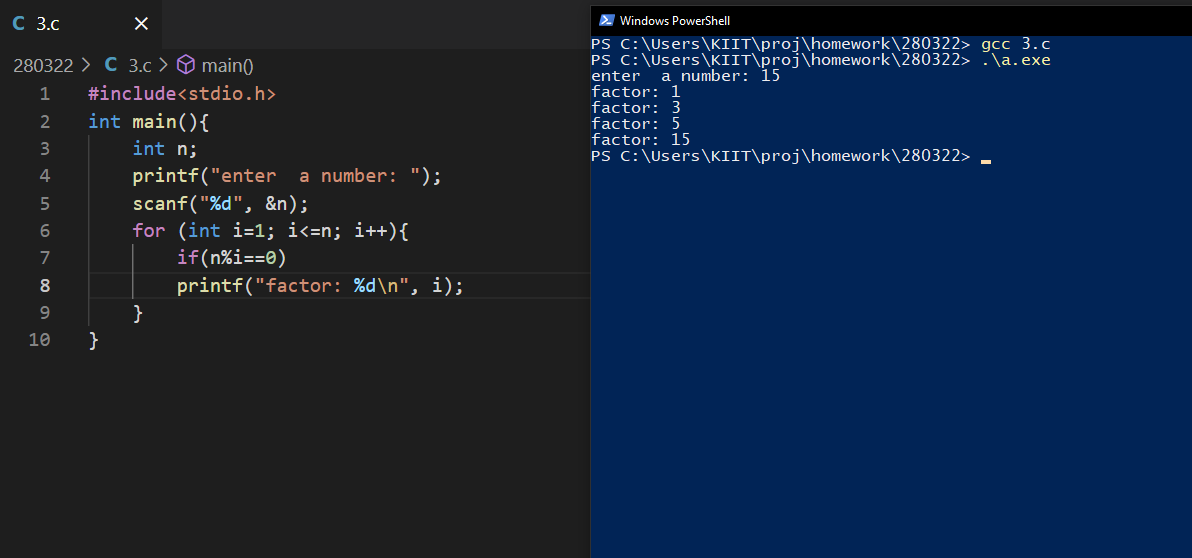 C 3.c ×
280322 > C 3.c > main()
1 #include<stdio.h>
2 int main(){
3     int n;
4     printf("enter  a number: ");
5     scanf("%d", &n);
6     for (int i=1; i<=n; i++){
7         if(n%i==0)
8         printf("factor: %d\n", i);
9     }
10 }
Windows PowerShell
PS C:\Users\KIIT\proj\homework\280322> gcc 3.c
PS C:\Users\KIIT\proj\homework\280322> .\a.exe
enter  a number: 15
factor: 1
factor: 3
factor: 5
factor: 15
PS C:\Users\KIIT\proj\homework\280322>